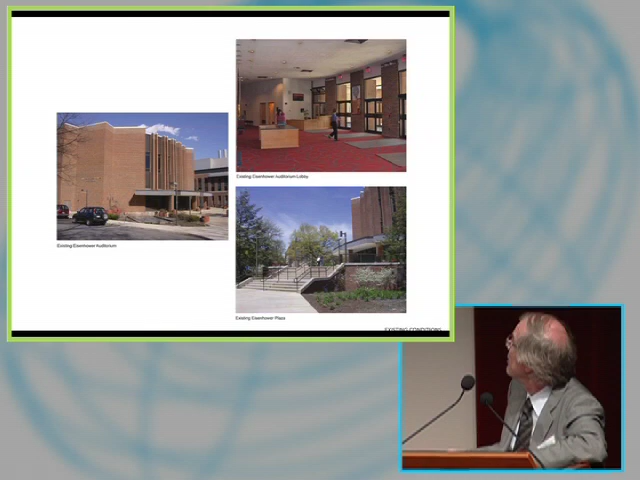 Existing Eisenhower Auditorium Lobby
Existing Eisenhower Auditorium
Existing Eisenhower Plaza
EXISTING CONDITIONS